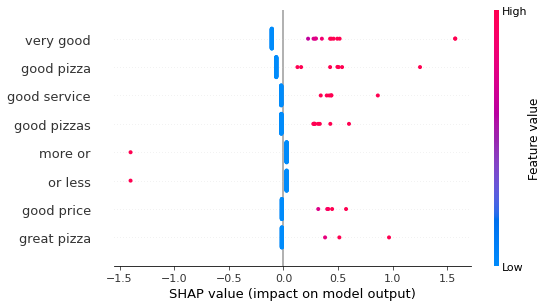 High
very good
good pizza
good service
good pizzas
more or
or less
good price
great pizza
Feature value
Low
−1.5 −1.0 −0.5 0.0 0.5 1.0 1.5
SHAP value (impact on model output)